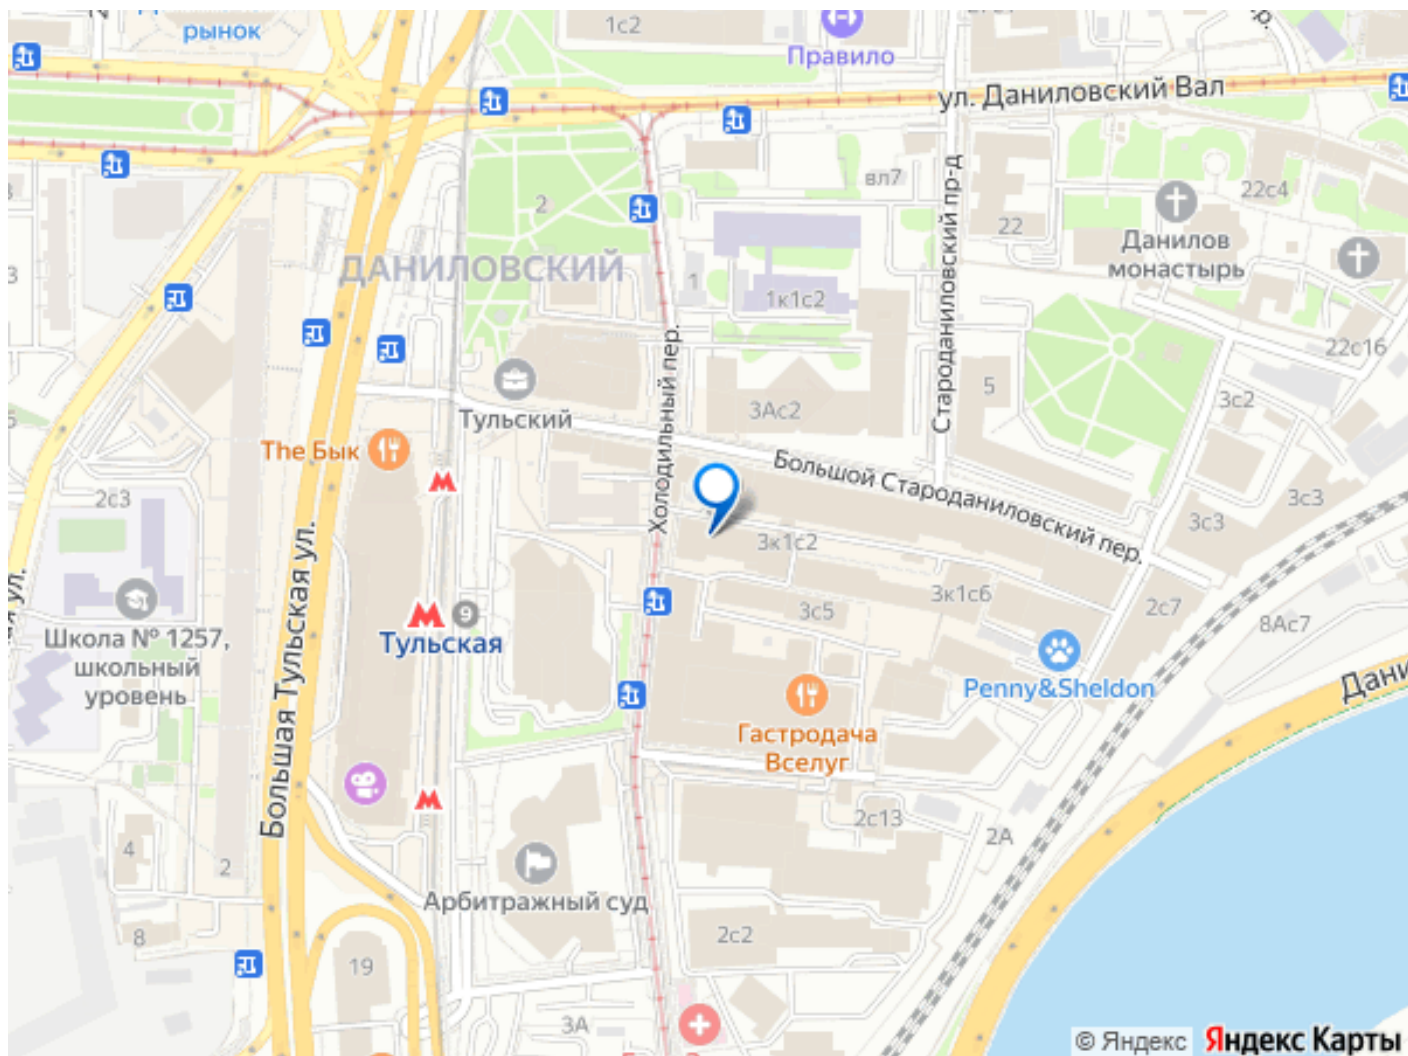 рынок
1с2
Правило
ул. Даниловский Вал
2
вл7
Староданиловский пр-д
22
22с4
Данилов
монастырь
ДАНИЛОВСКИЙ
1
1к1с2
22с16
Холодильный пер.
Тульский
3Ас2
5
3с2
The Бык
Большой Староданиловский пер.
2с3
3с3
3с3
3к1с2
3к1с6
2с7
3с5
8Ас7
Тульская
9
Школа № 1257,
школьный
уровень
Большая Тульская ул.
Penny&Sheldon
Гастродача
Вселуг
2с13
2А
4
2
Арбитражный суд
8
2с2
19
3А
© Яндекс
Яндекс Карты